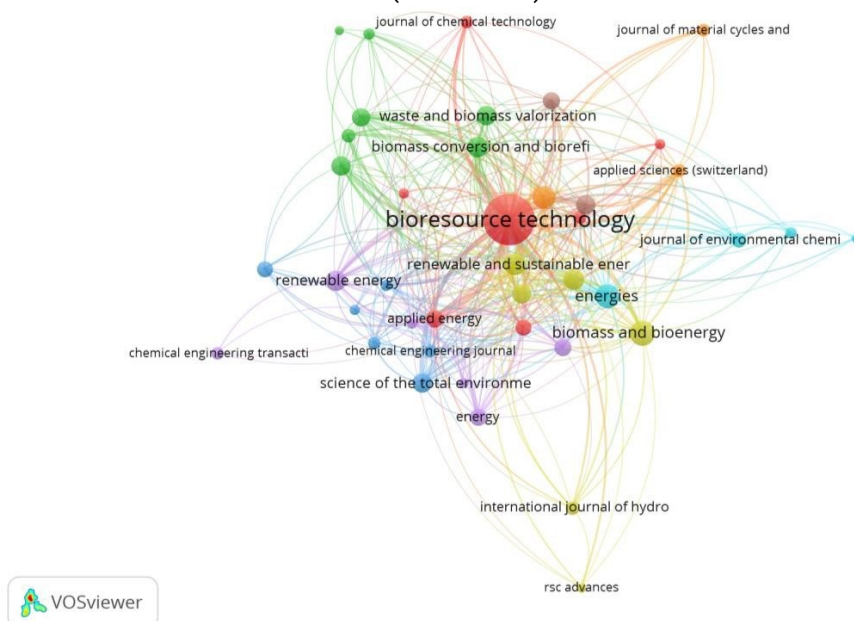 journal of chemical technology
journal of material cycles and
waste and biomass valorization
biomass conversion and biorefi
applied sciences (switzerland)
bioresource technology
journal of environmental chemi
renewable and sustainable ener
renewable energy
energies
applied energy
biomass and bioenergy
chemical engineering transacti
chemical engineering journal
science of the total environme
energy
international journal of hydro
rsc advances
VOSviewer